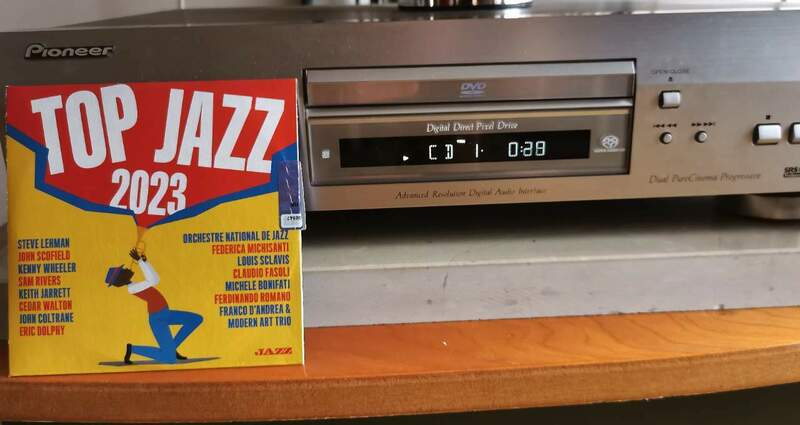 Pioneer
TOP JAZZ
2023
STEVE LEHMAN
JOHN SCOFIELD
KENNY WHEELER
SAM RIVERS
KEITH JARRETT
CEDAR WALTON
JOHN COLTRANE
ERIC DOLPHY
ORCHESTRE NATIONAL DE JAZZ
FEDERICA MICHISANTI
LOUIS SCLAVIS
CLAUDIO FASOLI
MICHELE BONIFATI
FERDINANDO ROMANO
FRANCO D'ANDREA &
MODERN ART TRIO
JAZZ
DVD
Digital Direct Pixel Drive
CD 1 0:28
Advanced Resolution Digital Audio Interface
OPEN/CLOSE
Dual PureCinema Progressive
SRS